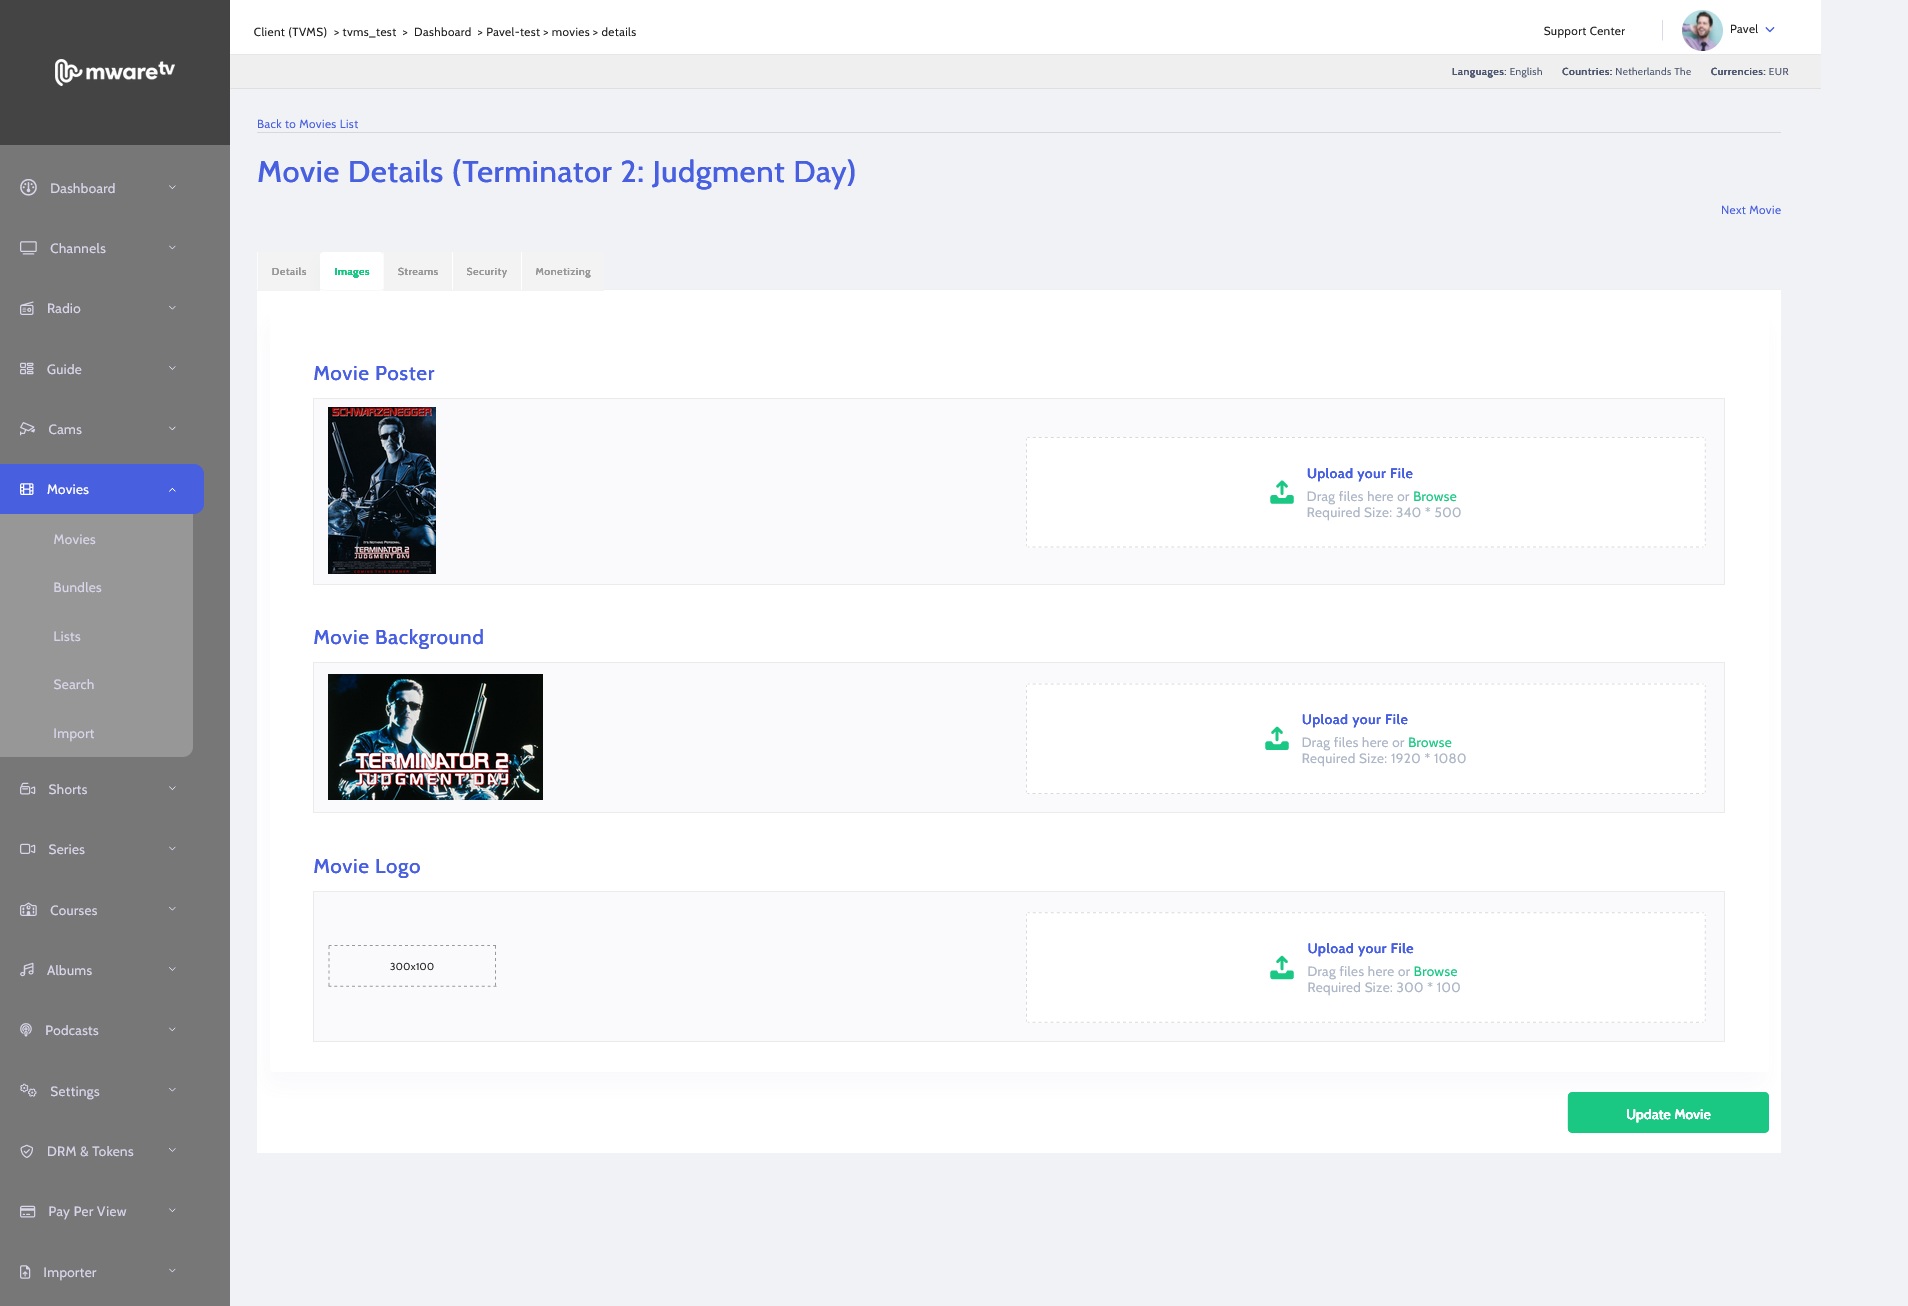 mwaretv
Client (TVMS) > tvms_test > Dashboard > Pavel-test > movies > details
Support Center
Pavel
Languages: English Countries: Netherlands The Currencies: EUR
Dashboard
Channels
Radio
Guide
Cams
Movies
Movies
Bundles
Lists
Search
Import
Shorts
Series
Courses
Albums
Podcasts
Settings
DRM & Tokens
Pay Per View
Importer
Back to Movies List
Movie Details (Terminator 2: Judgment Day)
Next Movie
Details Images Streams Security Monetizing
Movie Poster
SCHWARZENEGGER
IT'S NOTHING PERSONAL.
TERMINATOR 2
JUDGMENT DAY
Upload your File
Drag files here or Browse
Required Size: 340 * 500
Movie Background
TERMINATOR 2
JUDGMENT DAY
Upload your File
Drag files here or Browse
Required Size: 1920 * 1080
Movie Logo
300x100
Upload your File
Drag files here or Browse
Required Size: 300 * 100
Update Movie